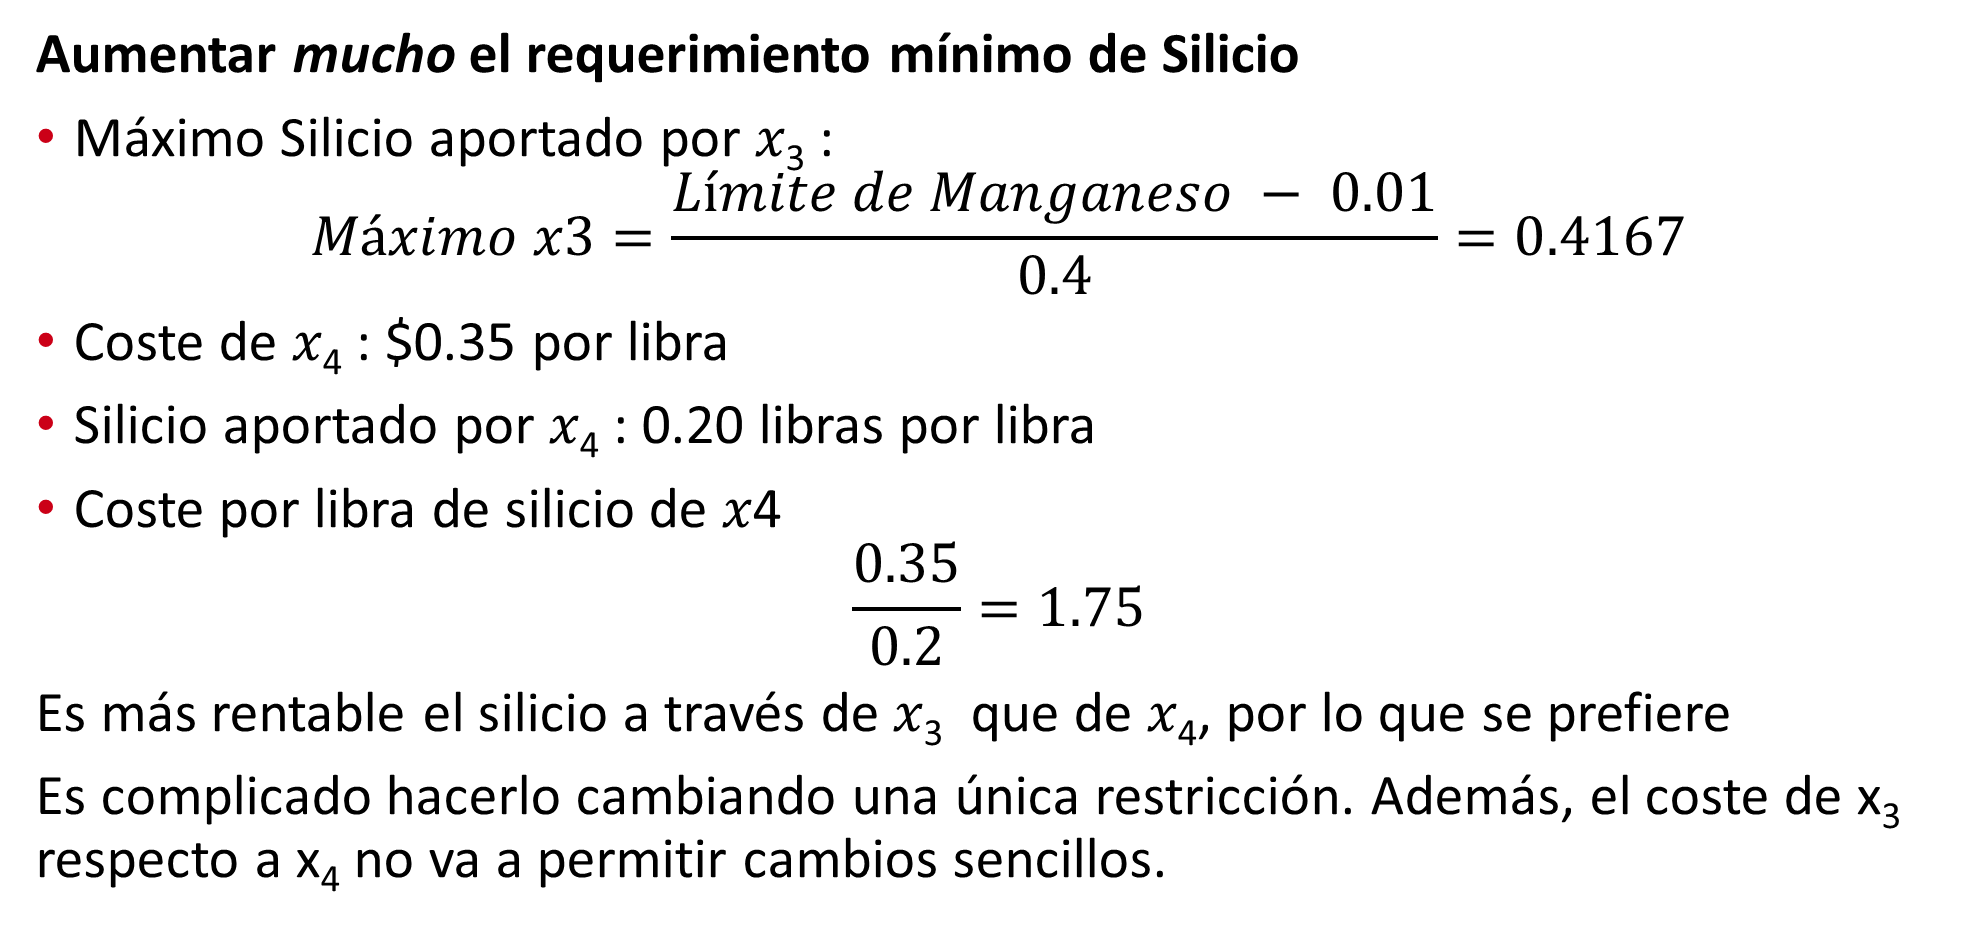 Aumentar mucho el requerimiento mínimo de Silicio
• Máximo Silicio aportado por 𝑥₃ :
𝑀á𝑥𝑖𝑚𝑜 𝑥3 = (𝐿í𝑚𝑖𝑡𝑒 𝑑𝑒 𝑀𝑎𝑛𝑔𝑎𝑛𝑒𝑠𝑜 − 0.01) / 0.4 = 0.4167
• Coste de 𝑥₄ : $0.35 por libra
• Silicio aportado por 𝑥₄ : 0.20 libras por libra
• Coste por libra de silicio de 𝑥4
0.35 / 0.2 = 1.75
Es más rentable el silicio a través de 𝑥₃ que de 𝑥₄, por lo que se prefiere
Es complicado hacerlo cambiando una única restricción. Además, el coste de x₃
respecto a x₄ no va a permitir cambios sencillos.